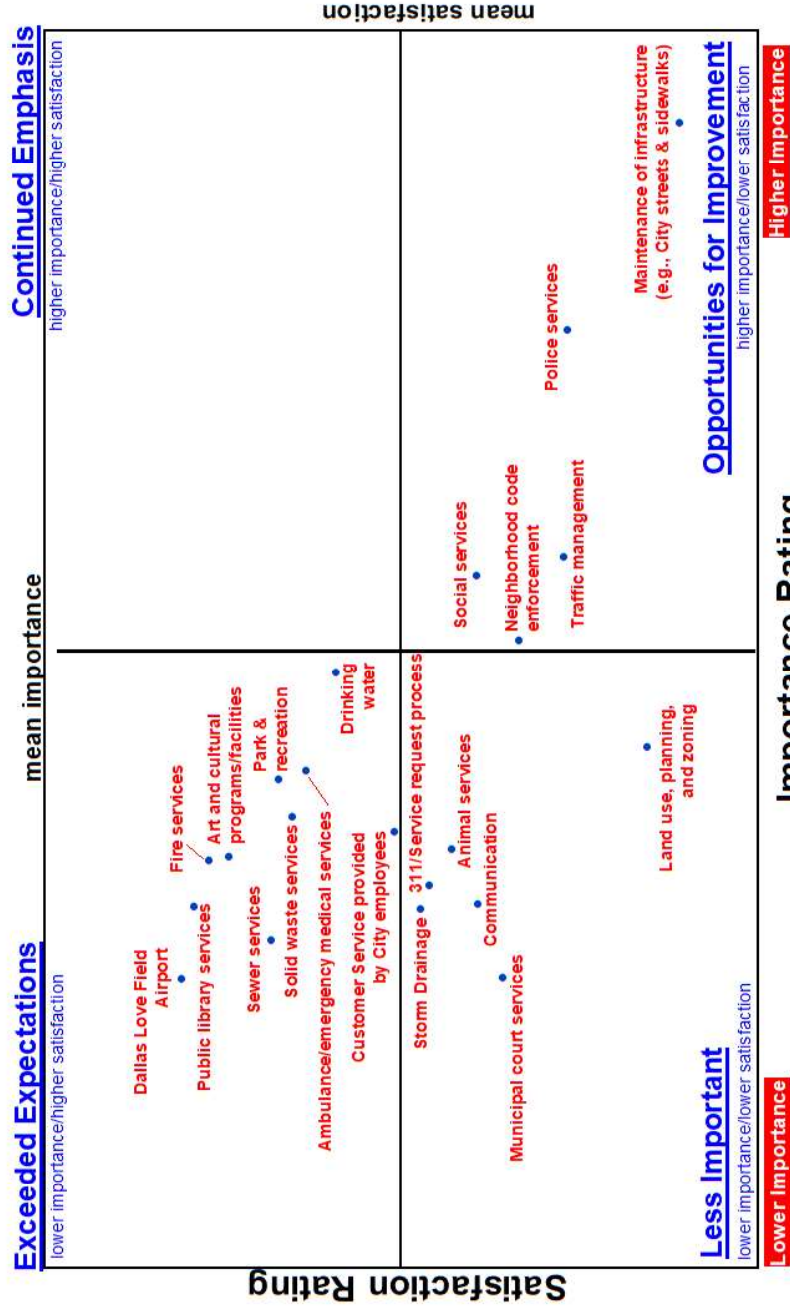 Exceeded Expectations
lower importance/higher satisfaction
mean importance
Continued Emphasis
higher importance/higher satisfaction
Dallas Love Field
Airport
Public library services
Fire services
Art and cultural
programs/facilities
Park &
recreation
Sewer services
Solid waste services
Ambulance/emergency medical services
Drinking
water
Customer Service provided
by City employees
Satisfaction Rating
mean satisfaction
Storm Drainage
311/Service request process
Animal services
Communication
Municipal court services
Social services
Neighborhood code
enforcement
Police services
Traffic management
Maintenance of infrastructure
(e.g., City streets & sidewalks)
Land use, planning,
and zoning
Less Important
lower importance/lower satisfaction
Opportunities for Improvement
higher importance/lower satisfaction
Lower Importance
Importance Rating
Higher Importance